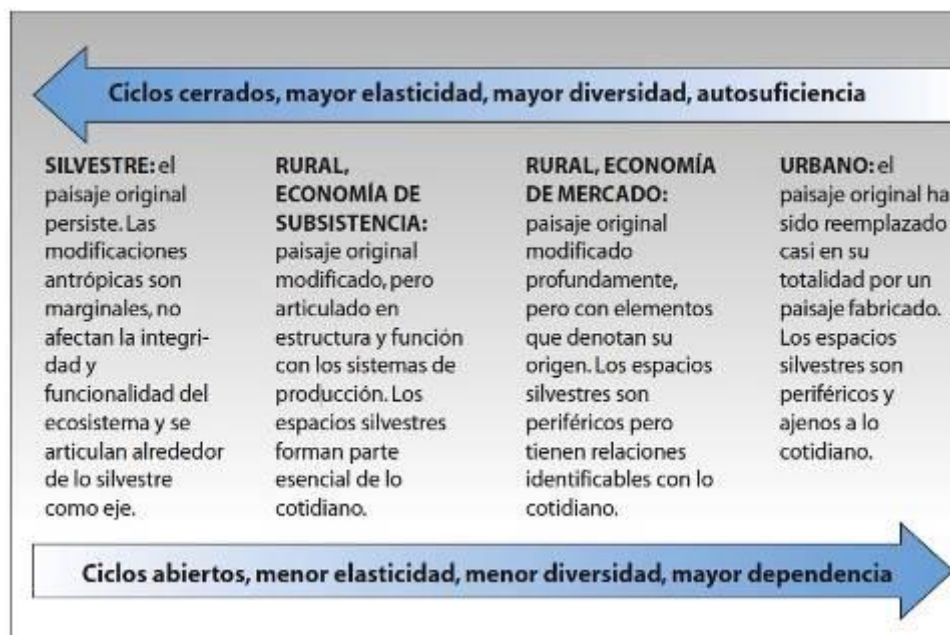 Ciclos cerrados, mayor elasticidad, mayor diversidad, autosuficiencia
SILVESTRE: el
paisaje original
persiste. Las
modificaciones
antrópicas son
marginales, no
afectan la integri-
dad y
funcionalidad del
ecosistema y se
articulan alrededor
de lo silvestre
como eje.
RURAL,
ECONOMÍA DE
SUBSISTENCIA:
paisaje original
modificado, pero
articulado en
estructura y función
con los sistemas de
producción. Los
espacios silvestres
forman parte
esencial de lo
cotidiano.
RURAL, ECONOMÍA
DE MERCADO:
paisaje original
modificado
profundamente,
pero con elementos
que denotan su
origen. Los espacios
silvestres son
periféricos pero
tienen relaciones
identificables con lo
cotidiano.
URBANO: el
paisaje original ha
sido reemplazado
casi en su
totalidad por un
paisaje fabricado.
Los espacios
silvestres son
periféricos y
ajenos a lo
cotidiano.
Ciclos abiertos, menor elasticidad, menor diversidad, mayor dependencia